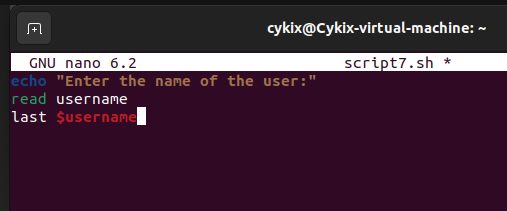 cykix@Cykix-virtual-machine: ~
GNU nano 6.2 script7.sh *
echo "Enter the name of the user:"
read username
last $username